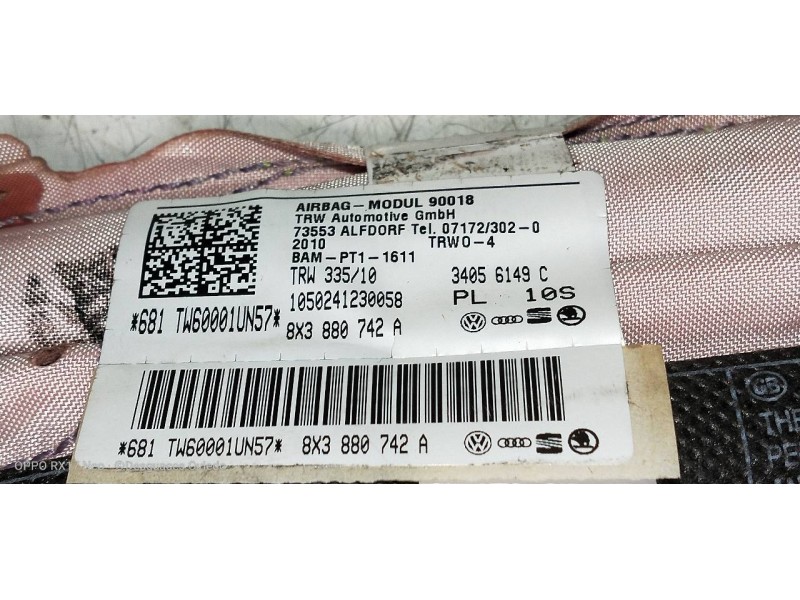 AIRBAG-MODUL 90018
TRW Automotive GmbH
73553 ALFDORF Tel. 07172/302-0
2010 TRWO-4
BAM-PT1-1611
TRW 335/10 3405 6149 C
1050241230058 PL 10S
*681 TW60001UN57* 8X3 880 742 A
*681 TW60001UN57* 8X3 880 742 A
OPPO